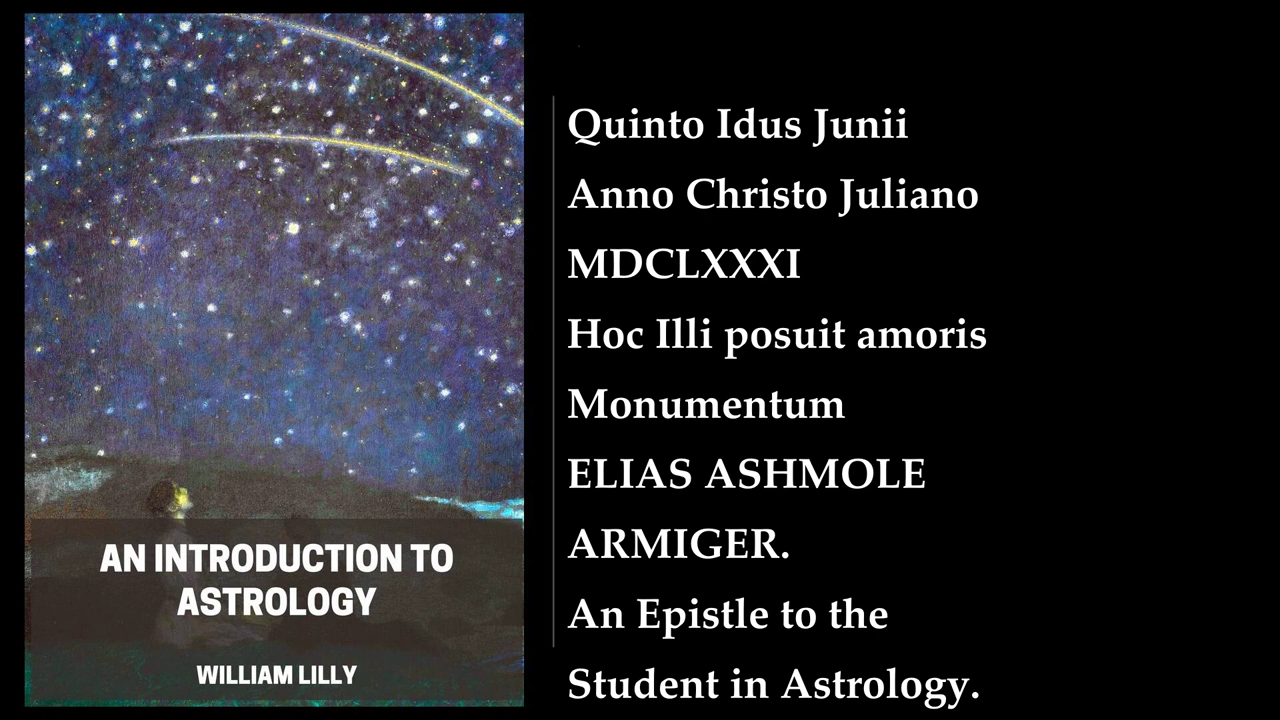 AN INTRODUCTION TO
ASTROLOGY
WILLIAM LILLY
Quinto Idus Junii
Anno Christo Juliano
MDCLXXXI
Hoc Illi posuit amoris
Monumentum
ELIAS ASHMOLE
ARMIGER.
An Epistle to the
Student in Astrology.